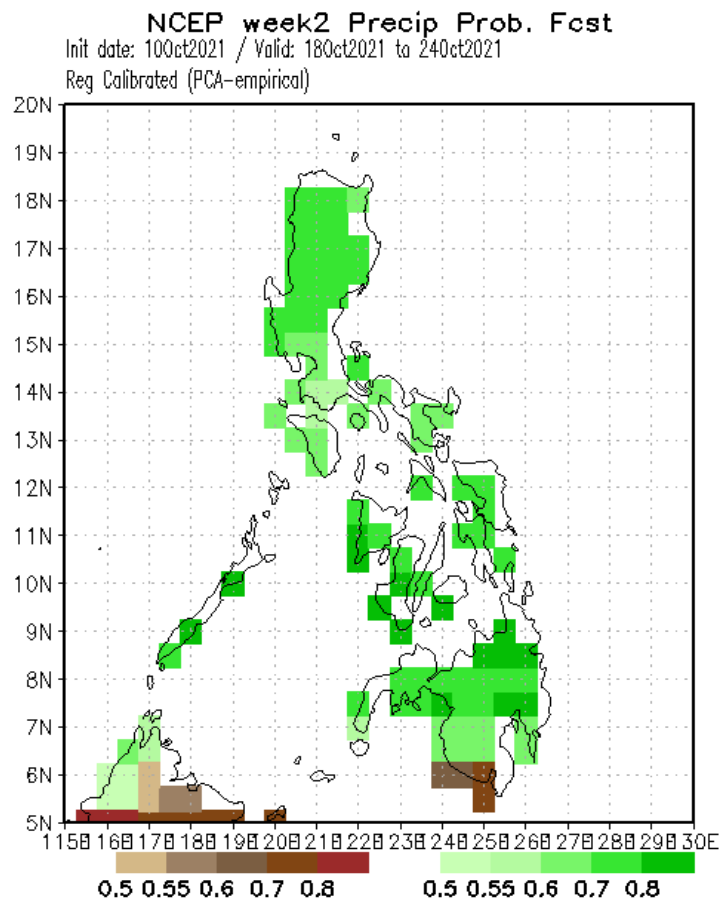 NCEP week2 Precip Prob. Fcst
Init date: 10Oct2021 / Valid: 18Oct2021 to 24Oct2021
Reg Calibrated (PCA-empirical)
20N
19N
18N
17N
16N
15N
14N
13N
12N
11N
10N
9N
8N
7N
6N
5N
115E 116E 117E 118E 119E 120E 121E 122E 123E 124E 125E 126E 127E 128E 129E 130E
0.5 0.55 0.6 0.7 0.8 0.5 0.55 0.6 0.7 0.8